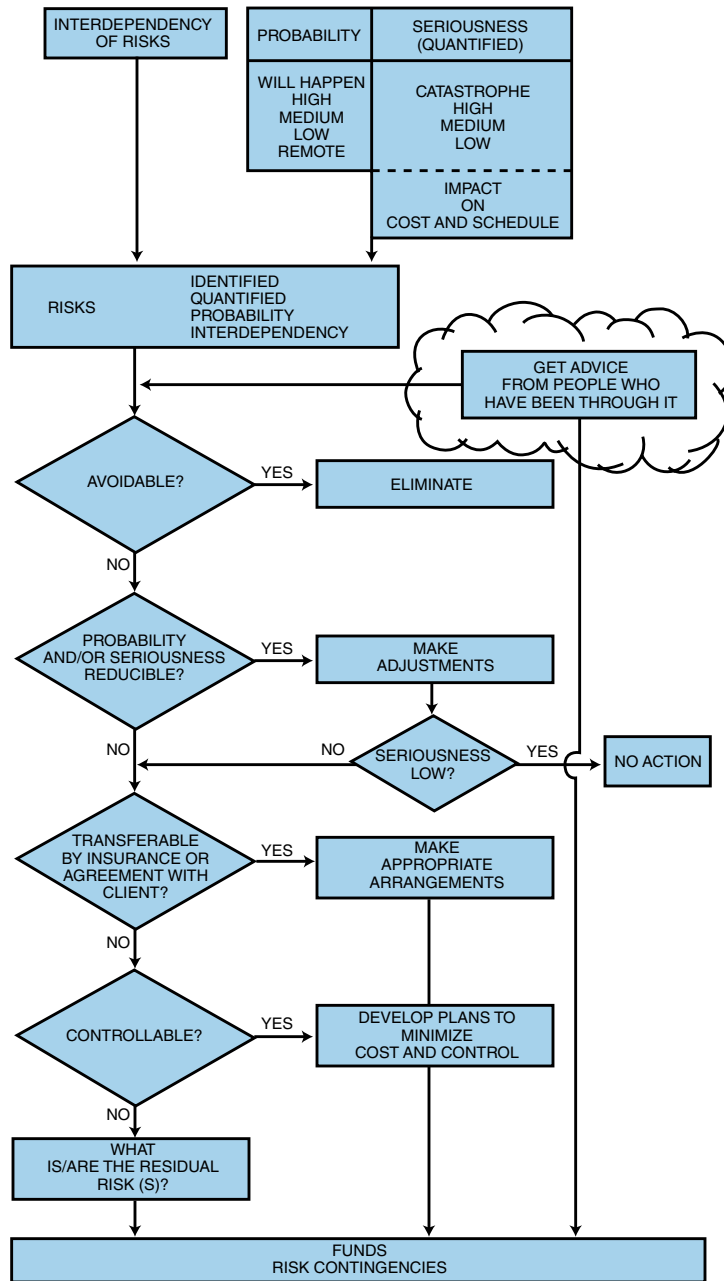 INTERDEPENDENCY
OF RISKS
PROBABILITY
SERIOUSNESS
(QUANTIFIED)
WILL HAPPEN
HIGH
MEDIUM
LOW
REMOTE
CATASTROPHE
HIGH
MEDIUM
LOW
IMPACT
ON
COST AND SCHEDULE
RISKS
IDENTIFIED
QUANTIFIED
PROBABILITY
INTERDEPENDENCY
GET ADVICE
FROM PEOPLE WHO
HAVE BEEN THROUGH IT
AVOIDABLE?
YES
ELIMINATE
NO
PROBABILITY
AND/OR SERIOUSNESS
REDUCIBLE?
YES
MAKE
ADJUSTMENTS
NO
NO
SERIOUSNESS
LOW?
YES
NO ACTION
TRANSFERABLE
BY INSURANCE OR
AGREEMENT WITH
CLIENT?
YES
MAKE
APPROPRIATE
ARRANGEMENTS
NO
CONTROLLABLE?
YES
DEVELOP PLANS TO
MINIMIZE
COST AND CONTROL
NO
WHAT
IS/ARE THE RESIDUAL
RISK (S)?
FUNDS
RISK CONTINGENCIES